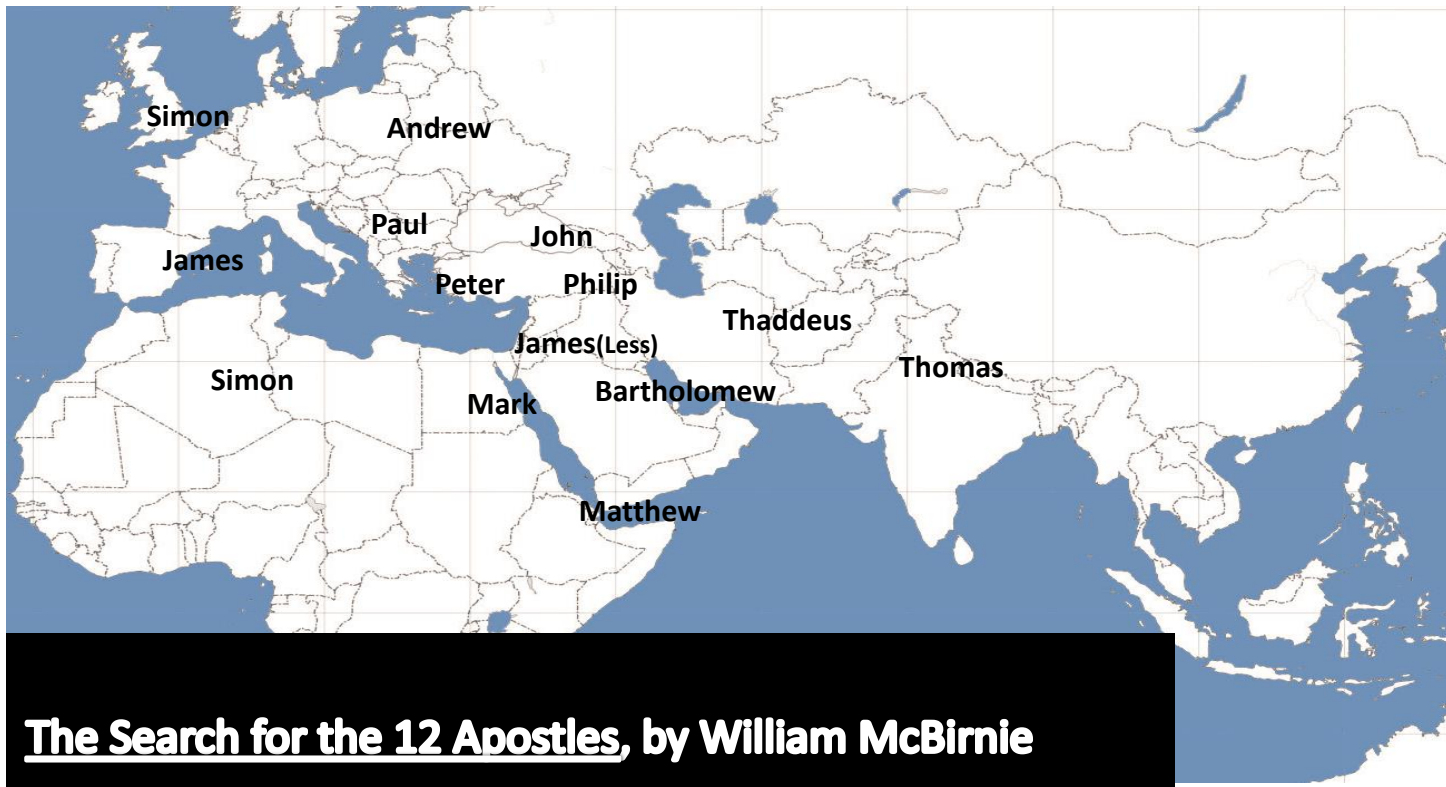 Simon
Andrew
Paul
John
James
Peter
Philip
Thaddeus
James(Less)
Thomas
Simon
Bartholomew
Mark
Matthew
The Search for the 12 Apostles, by William McBirnie